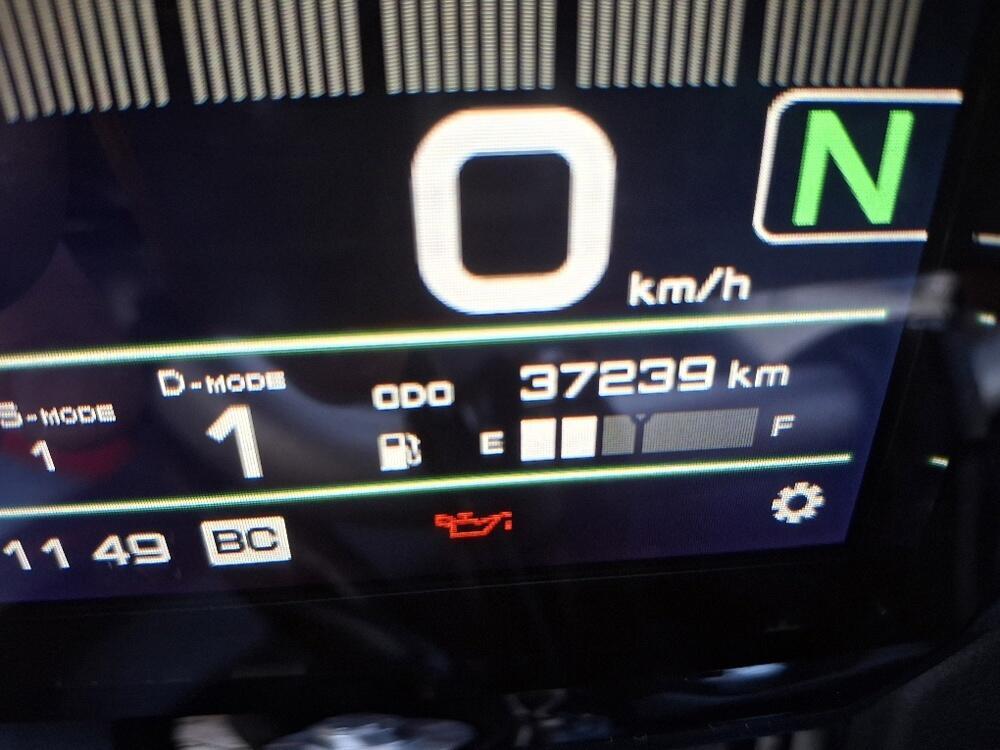 0
N
km/h
D-MODE
ODO 37239 km
S-MODE
1
1
E F
11 49 BC